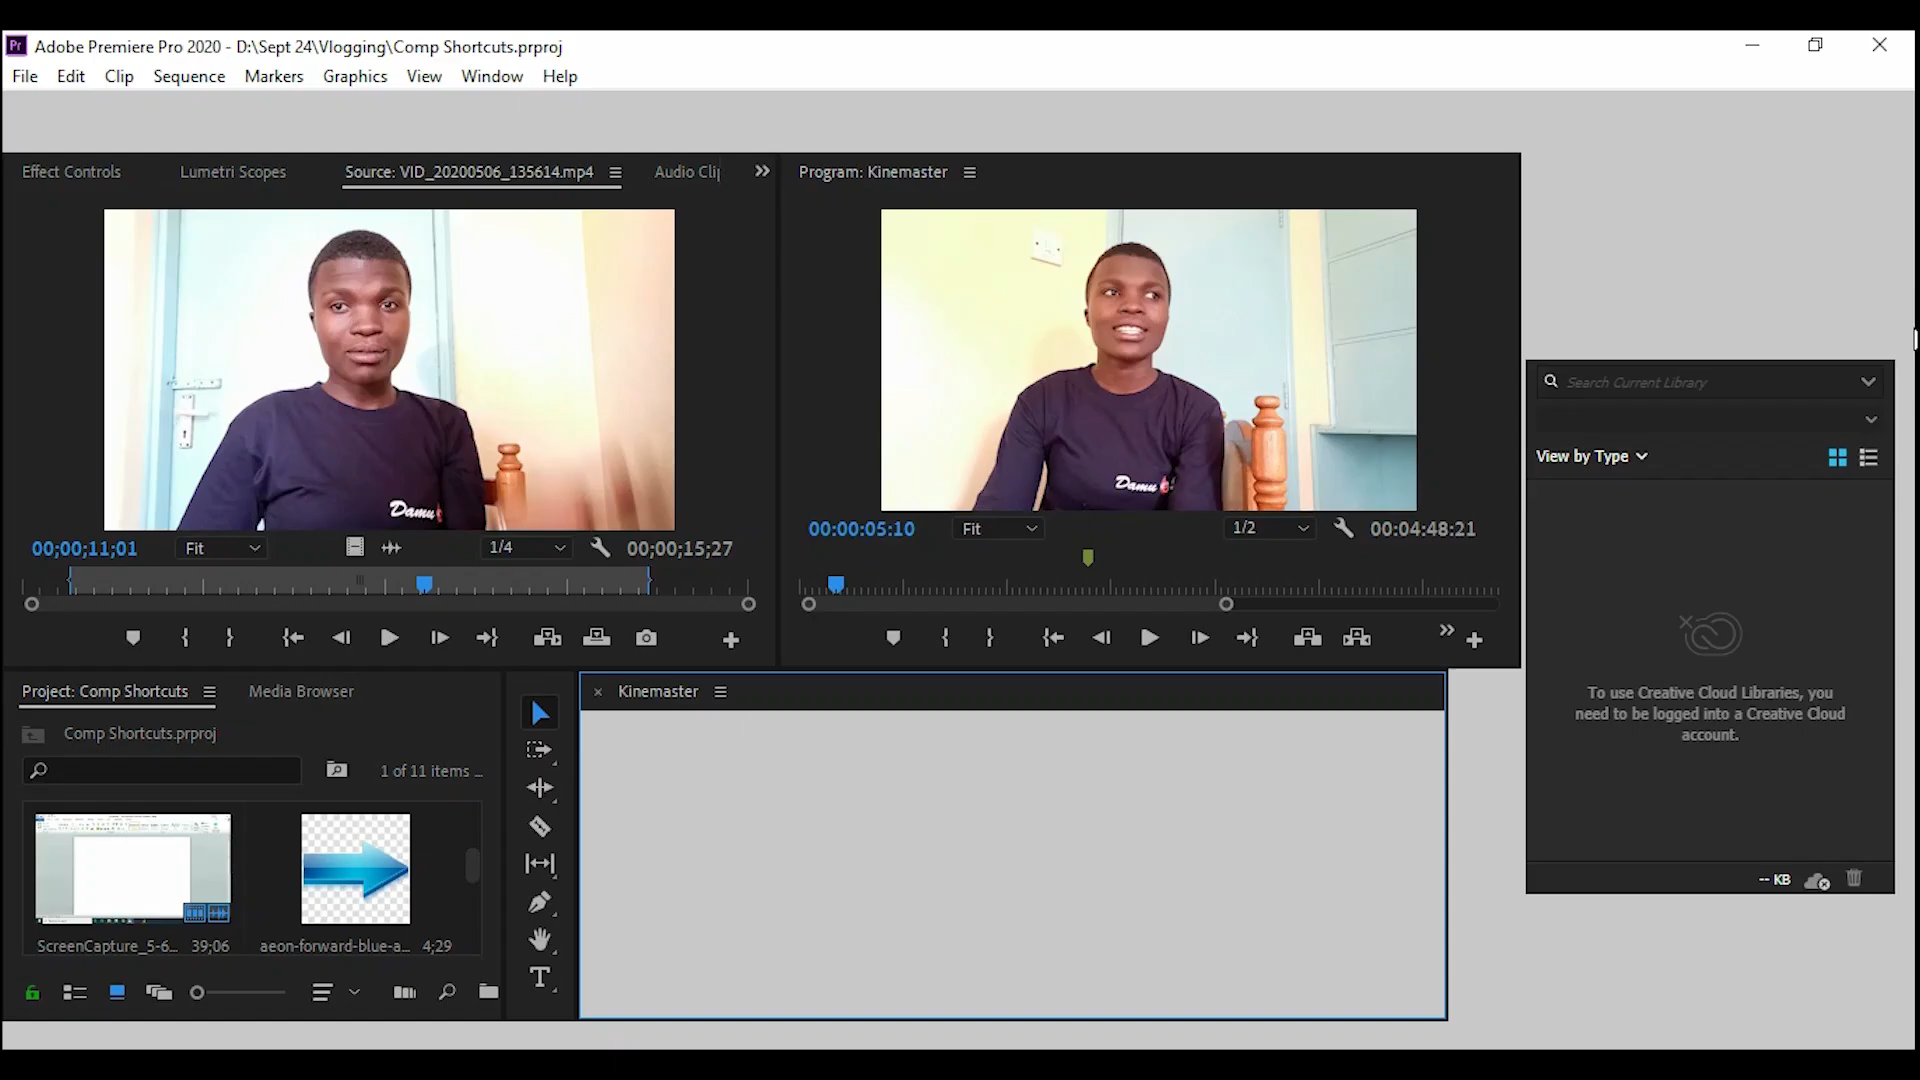 Pr Adobe Premiere Pro 2020 - D:\Sept 24\Vlogging\Comp Shortcuts.prproj
File Edit Clip Sequence Markers Graphics View Window Help
Effect Controls Lumetri Scopes Source: VID_20200506_135614.mp4 Audio Cli
Program: Kinemaster
Damu
Damu
00;00;11;01 Fit 1/4 00;00;15;27
00:00:05:10 Fit 1/2 00:04:48:21
Search Current Library
View by Type
To use Creative Cloud Libraries, you
need to be logged into a Creative Cloud
account.
-- KB
Project: Comp Shortcuts Media Browser
Comp Shortcuts.prproj
1 of 11 items ...
ScreenCapture_5-6... 39;06
aeon-forward-blue-a... 4;29
Kinemaster